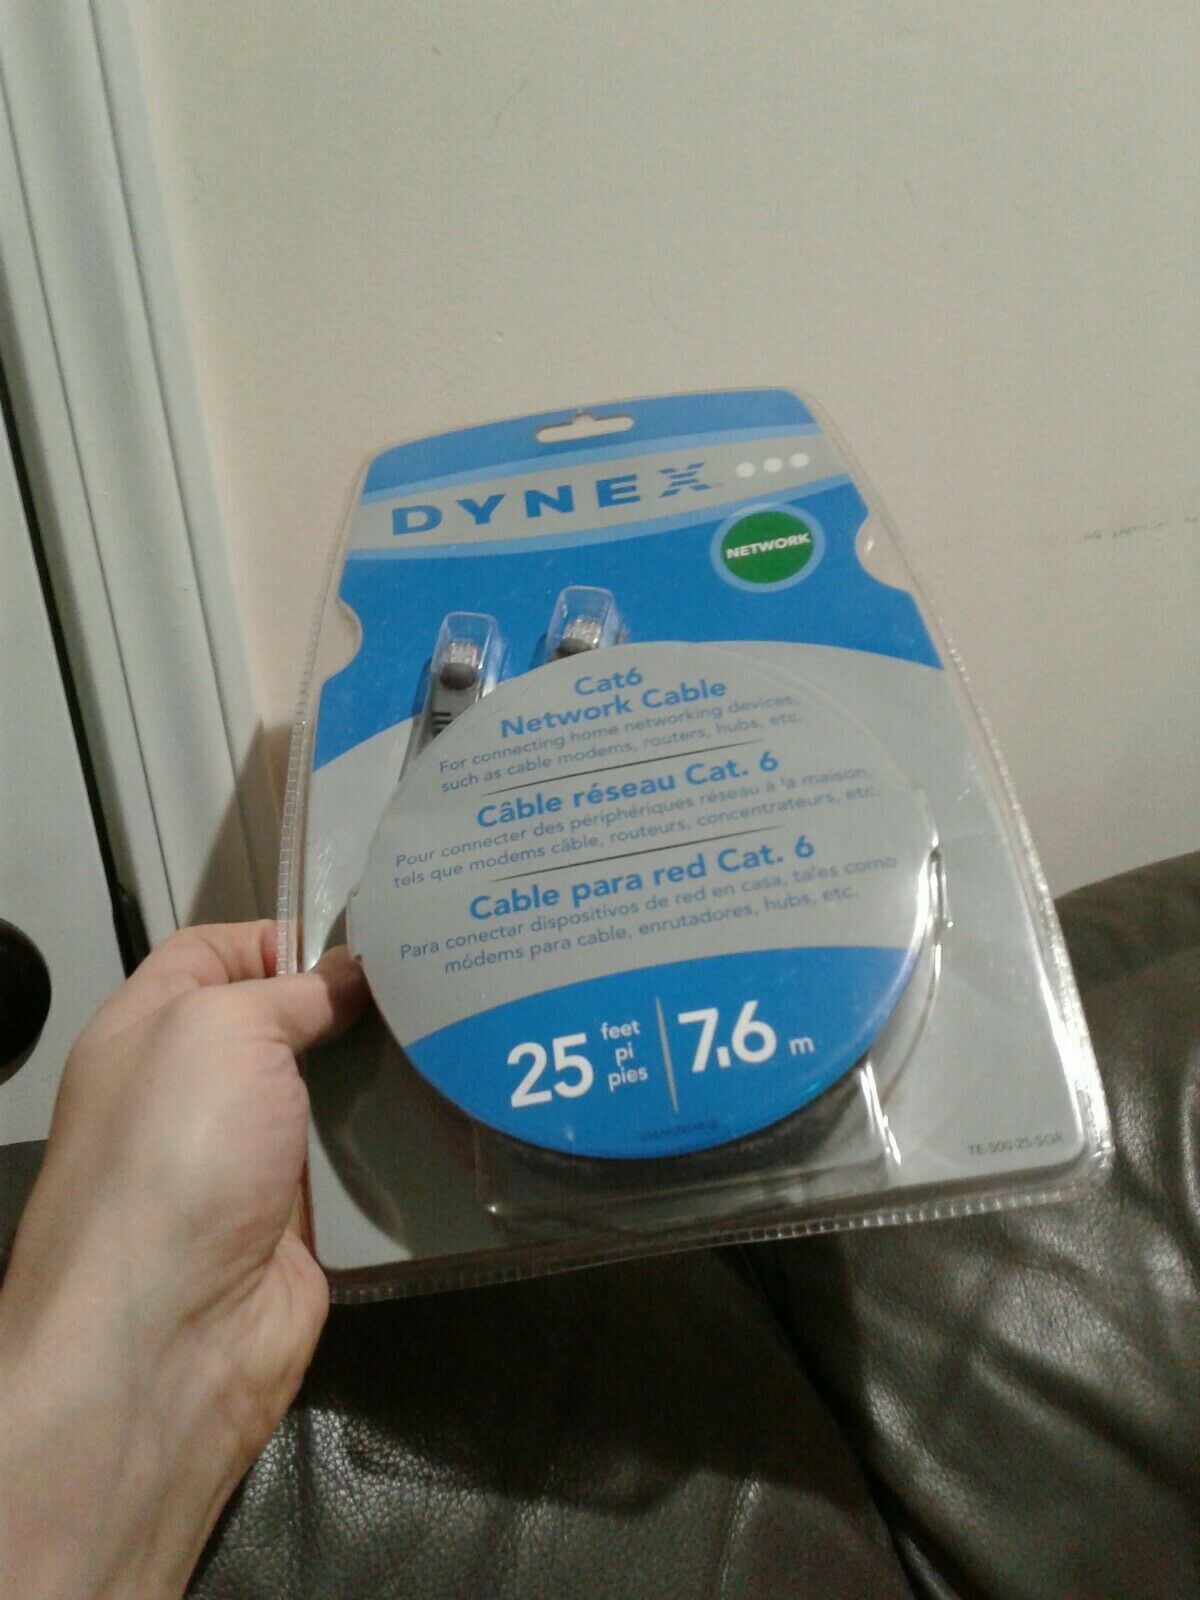 DYNEX
NETWORK
Cat6
Network Cable
For connecting home networking devices,
such as cable modems, routers, hubs, etc.
Câble réseau Cat. 6
Pour connecter des périphériques réseau à la maison,
tels que modems câble, routeurs, concentrateurs, etc.
Cable para red Cat. 6
Para conectar dispositivos de red en casa, tales como
módems para cable, enrutadores, hubs, etc.
25 feet pi pies 7.6 m